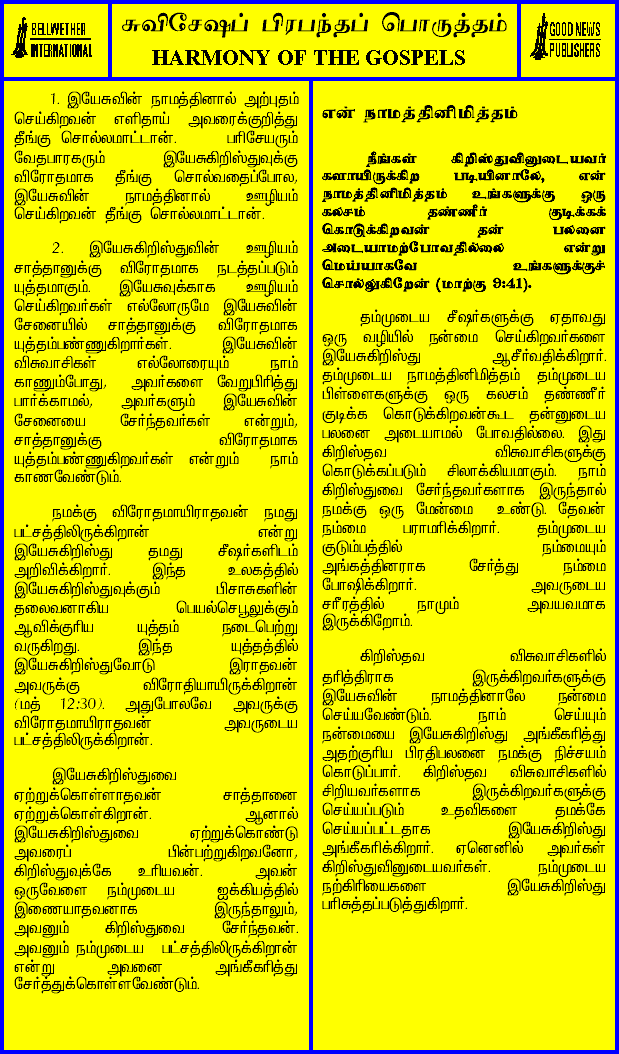 BELLWETHER
INTERNATIONAL
சுவிசேஷப் பிரபந்தப் பொருத்தம்
HARMONY OF THE GOSPELS
GOOD NEWS
PUBLISHERS
1. இயேசுவின் நாமத்தினால் அற்புதம்
செய்கிறவன் எளிதாய் அவரைக்குறித்து
தீங்கு சொல்லமாட்டான். பரிசேயரும்
வேதபாரகரும் இயேசுகிறிஸ்துவுக்கு
விரோதமாக தீங்கு சொல்வதைப்போல,
இயேசுவின் நாமத்தினால் ஊழியம்
செய்கிறவன் தீங்கு சொல்லமாட்டான்.
2. இயேசுகிறிஸ்துவின் ஊழியம்
சாத்தானுக்கு விரோதமாக நடத்தப்படும்
யுத்தமாகும். இயேசுவுக்காக ஊழியம்
செய்கிறவர்கள் எல்லோருமே இயேசுவின்
சேனையில் சாத்தானுக்கு விரோதமாக
யுத்தம்பண்ணுகிறார்கள். இயேசுவின்
விசுவாசிகள் எல்லோரையும் நாம்
காணும்போது, அவர்களை வேறுபிரித்து
பார்க்காமல், அவர்களும் இயேசுவின்
சேனையை சேர்ந்தவர்கள் என்றும்,
சாத்தானுக்கு விரோதமாக
யுத்தம்பண்ணுகிறவர்கள் என்றும் நாம்
காணவேண்டும்.
நமக்கு விரோதமாயிராதவன் நமது
பட்சத்திலிருக்கிறான் என்று
இயேசுகிறிஸ்து தமது சீஷர்களிடம்
அறிவிக்கிறார். இந்த உலகத்தில்
இயேசுகிறிஸ்துவுக்கும் பிசாசுகளின்
தலைவனாகிய பெயல்செபூலுக்கும்
ஆவிக்குரிய யுத்தம் நடைபெற்று
வருகிறது. இந்த யுத்தத்தில்
இயேசுகிறிஸ்துவோடு இராதவன்
அவருக்கு விரோதியாயிருக்கிறான்
(மத் 12:30). அதுபோலவே அவருக்கு
விரோதமாயிராதவன் அவருடைய
பட்சத்திலிருக்கிறான்.
இயேசுகிறிஸ்துவை
ஏற்றுக்கொள்ளாதவன் சாத்தானை
ஏற்றுக்கொள்கிறான். ஆனால்
இயேசுகிறிஸ்துவை ஏற்றுக்கொண்டு
அவரைப் பின்பற்றுகிறவனோ,
கிறிஸ்துவுக்கே உரியவன். அவன்
ஒருவேளை நம்முடைய ஐக்கியத்தில்
இணையாதவனாக இருந்தாலும்,
அவனும் கிறிஸ்துவை சேர்ந்தவன்.
அவனும் நம்முடைய பட்சத்திலிருக்கிறான்
என்று அவனை அங்கீகரித்து
சேர்த்துக்கொள்ளவேண்டும்.
என் நாமத்தினிமித்தம்
நீங்கள் கிறிஸ்துவினுடையவர்
களாயிருக்கிற படியினாலே, என்
நாமத்தினிமித்தம் உங்களுக்கு ஒரு
கலசம் தண்ணீர் குடிக்கக்
கொடுக்கிறவன் தன் பலனை
அடையாமற்போவதில்லை என்று
மெய்யாகவே உங்களுக்குச்
சொல்லுகிறேன் (மாற்கு 9:41).
தம்முடைய சீஷர்களுக்கு ஏதாவது
ஒரு வழியில் நன்மை செய்கிறவர்களை
இயேசுகிறிஸ்து ஆசீர்வதிக்கிறார்.
தம்முடைய நாமத்தினிமித்தம் தம்முடைய
பிள்ளைகளுக்கு ஒரு கலசம் தண்ணீர்
குடிக்க கொடுக்கிறவன்கூட தன்னுடைய
பலனை அடையாமல் போவதில்லை. இது
கிறிஸ்தவ விசுவாசிகளுக்கு
கொடுக்கப்படும் சிலாக்கியமாகும். நாம்
கிறிஸ்துவை சேர்ந்தவர்களாக இருந்தால்
நமக்கு ஒரு மேன்மை உண்டு. தேவன்
நம்மை பராமரிக்கிறார். தம்முடைய
குடும்பத்தில் நம்மையும்
அங்கத்தினராக சேர்த்து நம்மை
போஷிக்கிறார். அவருடைய
சரீரத்தில் நாமும் அவயவமாக
இருக்கிறோம்.
கிறிஸ்தவ விசுவாசிகளில்
தரித்திராக இருக்கிறவர்களுக்கு
இயேசுவின் நாமத்தினாலே நன்மை
செய்யவேண்டும். நாம் செய்யும்
நன்மையை இயேசுகிறிஸ்து அங்கீகரித்து
அதற்குரிய பிரதிபலனை நமக்கு நிச்சயம்
கொடுப்பார். கிறிஸ்தவ விசுவாசிகளில்
சிறியவர்களாக இருக்கிறவர்களுக்கு
செய்யப்படும் உதவிகளை தமக்கே
செய்யப்பட்டதாக இயேசுகிறிஸ்து
அங்கீகரிக்கிறார். ஏனெனில் அவர்கள்
கிறிஸ்துவினுடையவர்கள். நம்முடைய
நற்கிரியைகளை இயேசுகிறிஸ்து
பரிசுத்தப்படுத்துகிறார்.